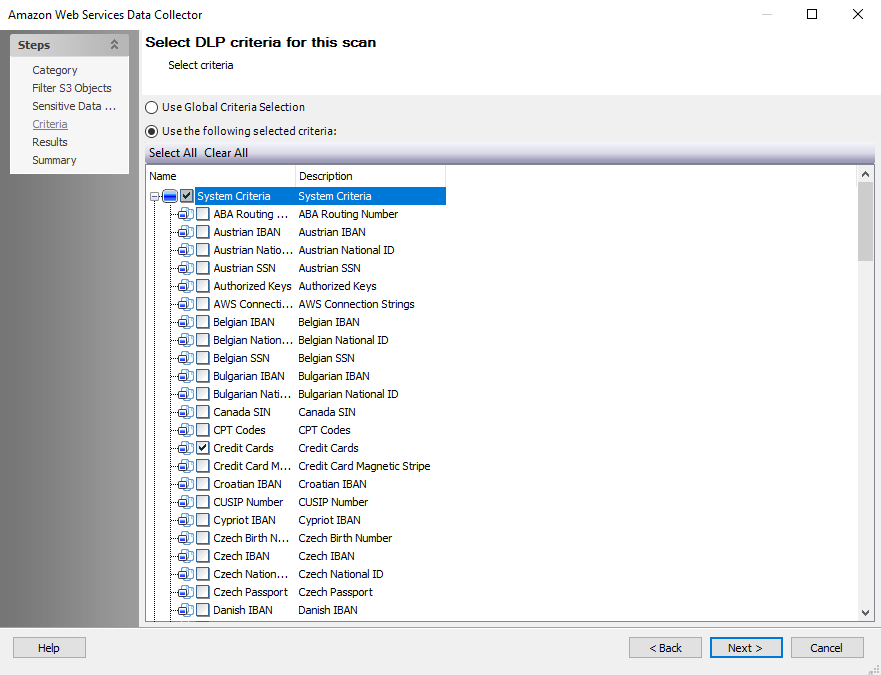 Amazon Web Services Data Collector
Steps
Category
Filter S3 Objects
Sensitive Data ...
Criteria
Results
Summary
Select DLP criteria for this scan
Select criteria
Use Global Criteria Selection
Use the following selected criteria:
Select All Clear All
Name Description
System Criteria System Criteria
ABA Routing ... ABA Routing Number
Austrian IBAN Austrian IBAN
Austrian Natio... Austrian National ID
Austrian SSN Austrian SSN
Authorized Keys Authorized Keys
AWS Connecti... AWS Connection Strings
Belgian IBAN Belgian IBAN
Belgian Nation... Belgian National ID
Belgian SSN Belgian SSN
Bulgarian IBAN Bulgarian IBAN
Bulgarian Nati... Bulgarian National ID
Canada SIN Canada SIN
CPT Codes CPT Codes
Credit Cards Credit Cards
Credit Card M... Credit Card Magnetic Stripe
Croatian IBAN Croatian IBAN
CUSIP Number CUSIP Number
Cypriot IBAN Cypriot IBAN
Czech Birth N... Czech Birth Number
Czech IBAN Czech IBAN
Czech Nation... Czech National ID
Czech Passport Czech Passport
Danish IBAN Danish IBAN
Help < Back Next > Cancel